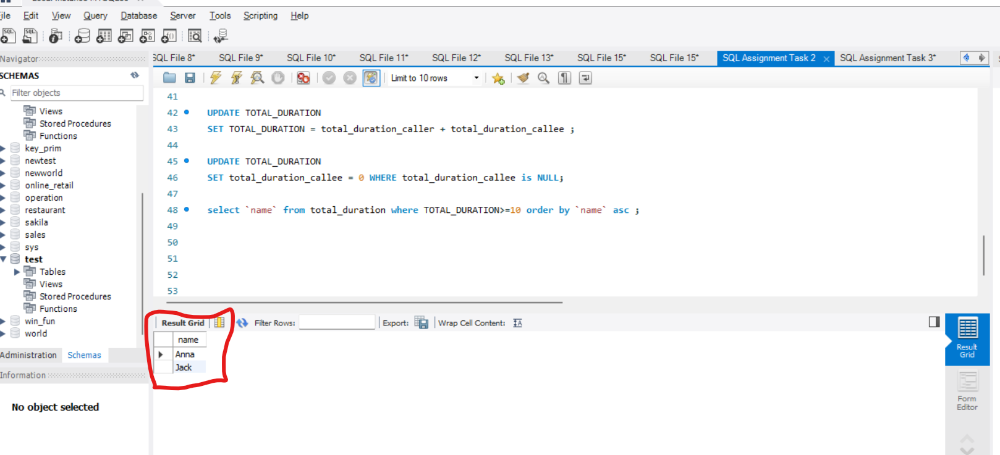 File Edit View Query Database Server Tools Scripting Help
Navigator
SQL File 8* SQL File 9* SQL File 10* SQL File 11* SQL File 12* SQL File 13* SQL File 15* SQL File 15* SQL Assignment Task 2 SQL Assignment Task 3*
SCHEMAS
Limit to 10 rows
Filter objects
Views
Stored Procedures
Functions
key_prim
newtest
newworld
online_retail
operation
restaurant
sakila
sales
sys
test
Tables
Views
Stored Procedures
Functions
win_fun
world
Administration Schemas
Information
No object selected
41
42 UPDATE TOTAL_DURATION
43 SET TOTAL_DURATION = total_duration_caller + total_duration_callee ;
44
45 UPDATE TOTAL_DURATION
46 SET total_duration_callee = 0 WHERE total_duration_callee is NULL;
47
48 select `name` from total_duration where TOTAL_DURATION>=10 order by `name` asc ;
49
50
51
52
53
Result Grid Filter Rows: Export: Wrap Cell Content:
name
Anna
Jack
Result
Grid
Form
Editor